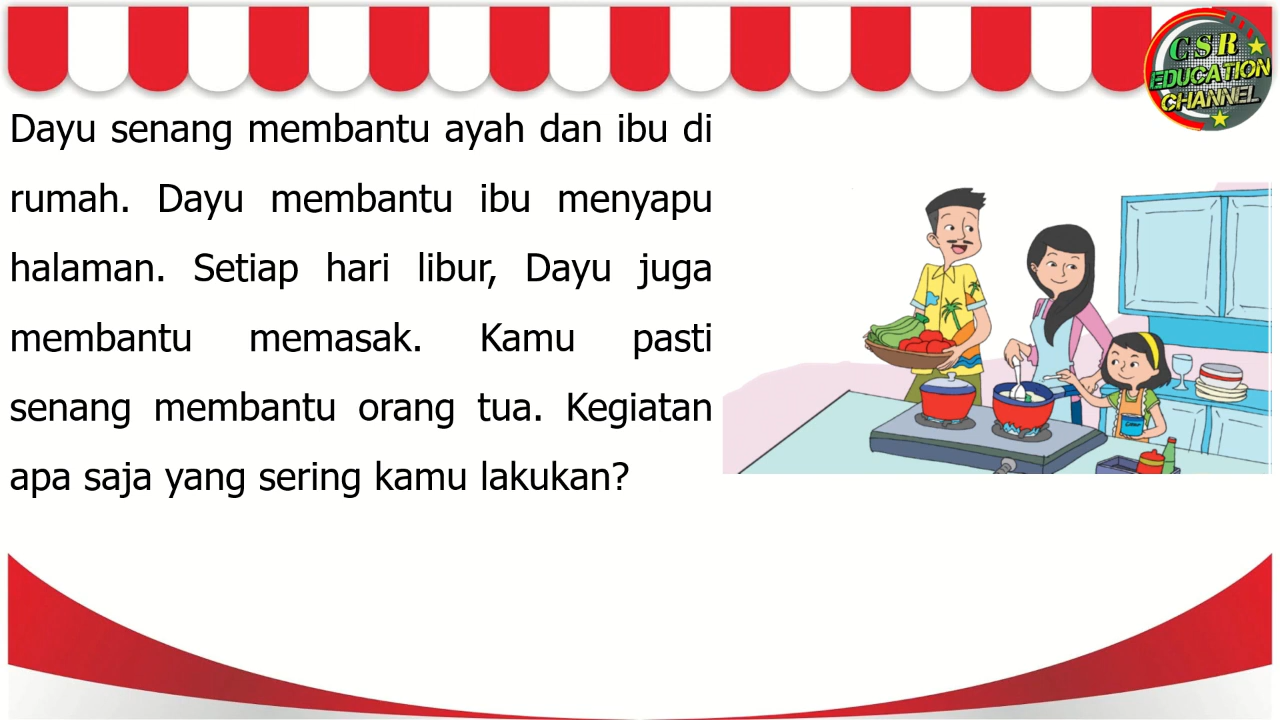 CSR
EDUCATION
CHANNEL
Dayu senang membantu ayah dan ibu di
rumah. Dayu membantu ibu menyapu
halaman. Setiap hari libur, Dayu juga
membantu memasak. Kamu pasti
senang membantu orang tua. Kegiatan
apa saja yang sering kamu lakukan?